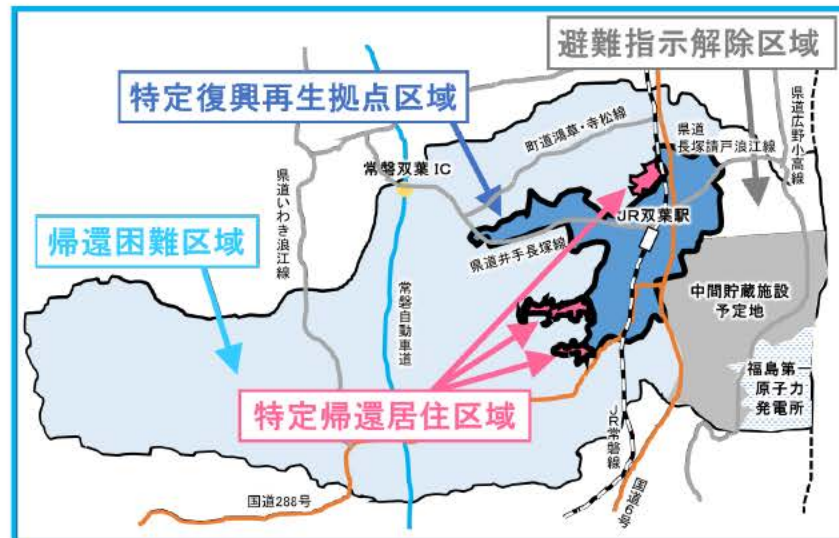 避難指示解除区域
特定復興再生拠点区域
県道広野小高線
県道
長塚請戸浪江線
町道鴻草・寺松線
常磐双葉 IC
県道いわき浪江線
JR双葉駅
帰還困難区域
県道井手長塚線
常磐自動車道
中間貯蔵施設
予定地
福島第一
原子力
発電所
特定帰還居住区域
JR常磐線
国道6号
国道288号